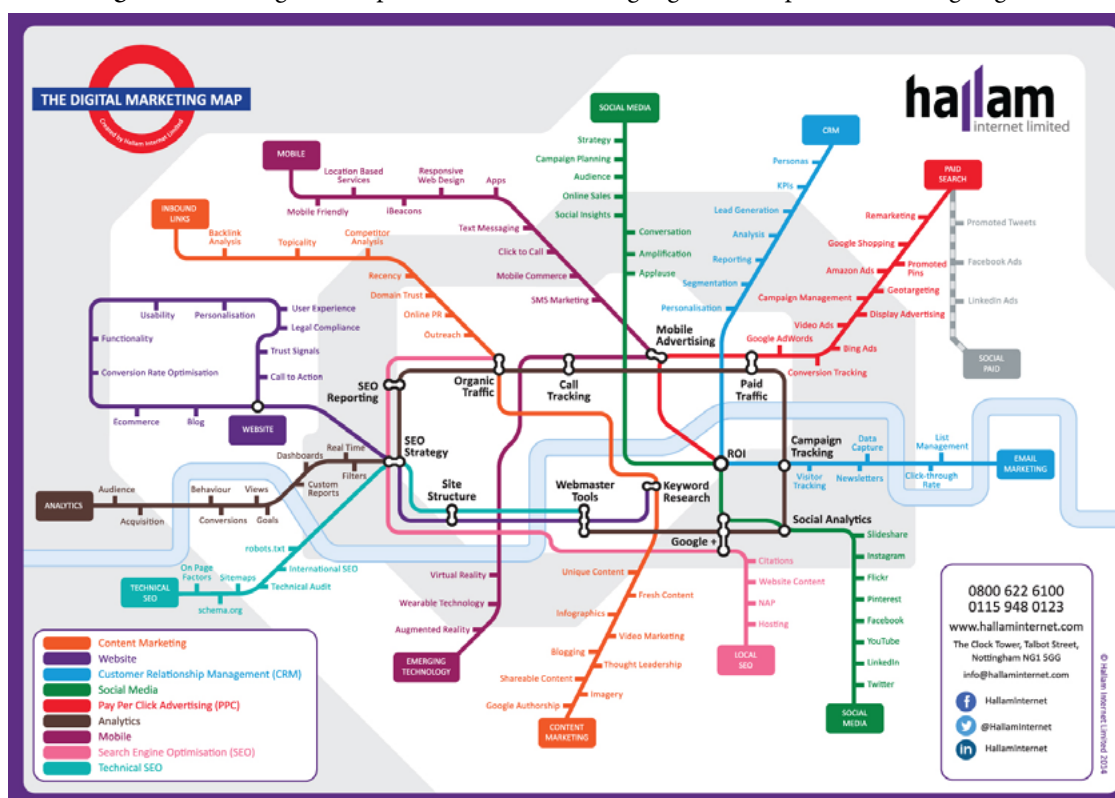 THE DIGITAL MARKETING MAP
Created by Hallam Internet Limited
hallam
internet limited
SOCIAL MEDIA
Strategy
Campaign Planning
Audience
Online Sales
Social Insights
Conversation
Amplification
Applause
CRM
Personas
KPIs
Lead Generation
Analysis
Reporting
Segmentation
Personalisation
PAID
SEARCH
Remarketing
Google Shopping
Promoted
Pins
Amazon Ads
Geotargeting
Campaign Management
Display Advertising
Video Ads
Google AdWords
Bing Ads
Conversion Tracking
Promoted Tweets
Facebook Ads
LinkedIn Ads
SOCIAL
PAID
MOBILE
Location Based
Services
Responsive
Web Design
Apps
Mobile Friendly
iBeacons
Text Messaging
Click to Call
Mobile Commerce
SMS Marketing
INBOUND
LINKS
Backlink
Analysis
Topicality
Competitor
Analysis
Recency
Domain Trust
Online PR
Outreach
Usability
Personalisation
User Experience
Legal Compliance
Functionality
Trust Signals
Conversion Rate Optimisation
Call to Action
Ecommerce
Blog
WEBSITE
Mobile
Advertising
SEO
Reporting
Organic
Traffic
Call
Tracking
Paid
Traffic
SEO
Strategy
ROI
Campaign
Tracking
Site
Structure
Webmaster
Tools
Keyword
Research
Google +
Social Analytics
Data
Capture
List
Management
Visitor
Tracking
Newsletters
Click-through
Rate
EMAIL
MARKETING
ANALYTICS
Audience
Acquisition
Behaviour
Conversions
Views
Goals
Dashboards
Custom
Reports
Real Time
Filters
TECHNICAL
SEO
On Page
Factors
schema.org
Sitemaps
robots.txt
International SEO
Technical Audit
Virtual Reality
Wearable Technology
Augmented Reality
EMERGING
TECHNOLOGY
Unique Content
Fresh Content
Infographics
Video Marketing
Blogging
Thought Leadership
Shareable Content
Imagery
Google Authorship
CONTENT
MARKETING
Citations
Website Content
NAP
Hosting
LOCAL
SEO
Slideshare
Instagram
Flickr
Pinterest
Facebook
YouTube
LinkedIn
Twitter
SOCIAL
MEDIA
Content Marketing
Website
Customer Relationship Management (CRM)
Social Media
Pay Per Click Advertising (PPC)
Analytics
Mobile
Search Engine Optimisation (SEO)
Technical SEO
0800 622 6100
0115 948 0123
www.hallaminternet.com
The Clock Tower, Talbot Street,
Nottingham NG1 5GG
info@hallaminternet.com
f HallamInternet
@HallamInternet
in HallamInternet
© Hallam Internet Limited 2014